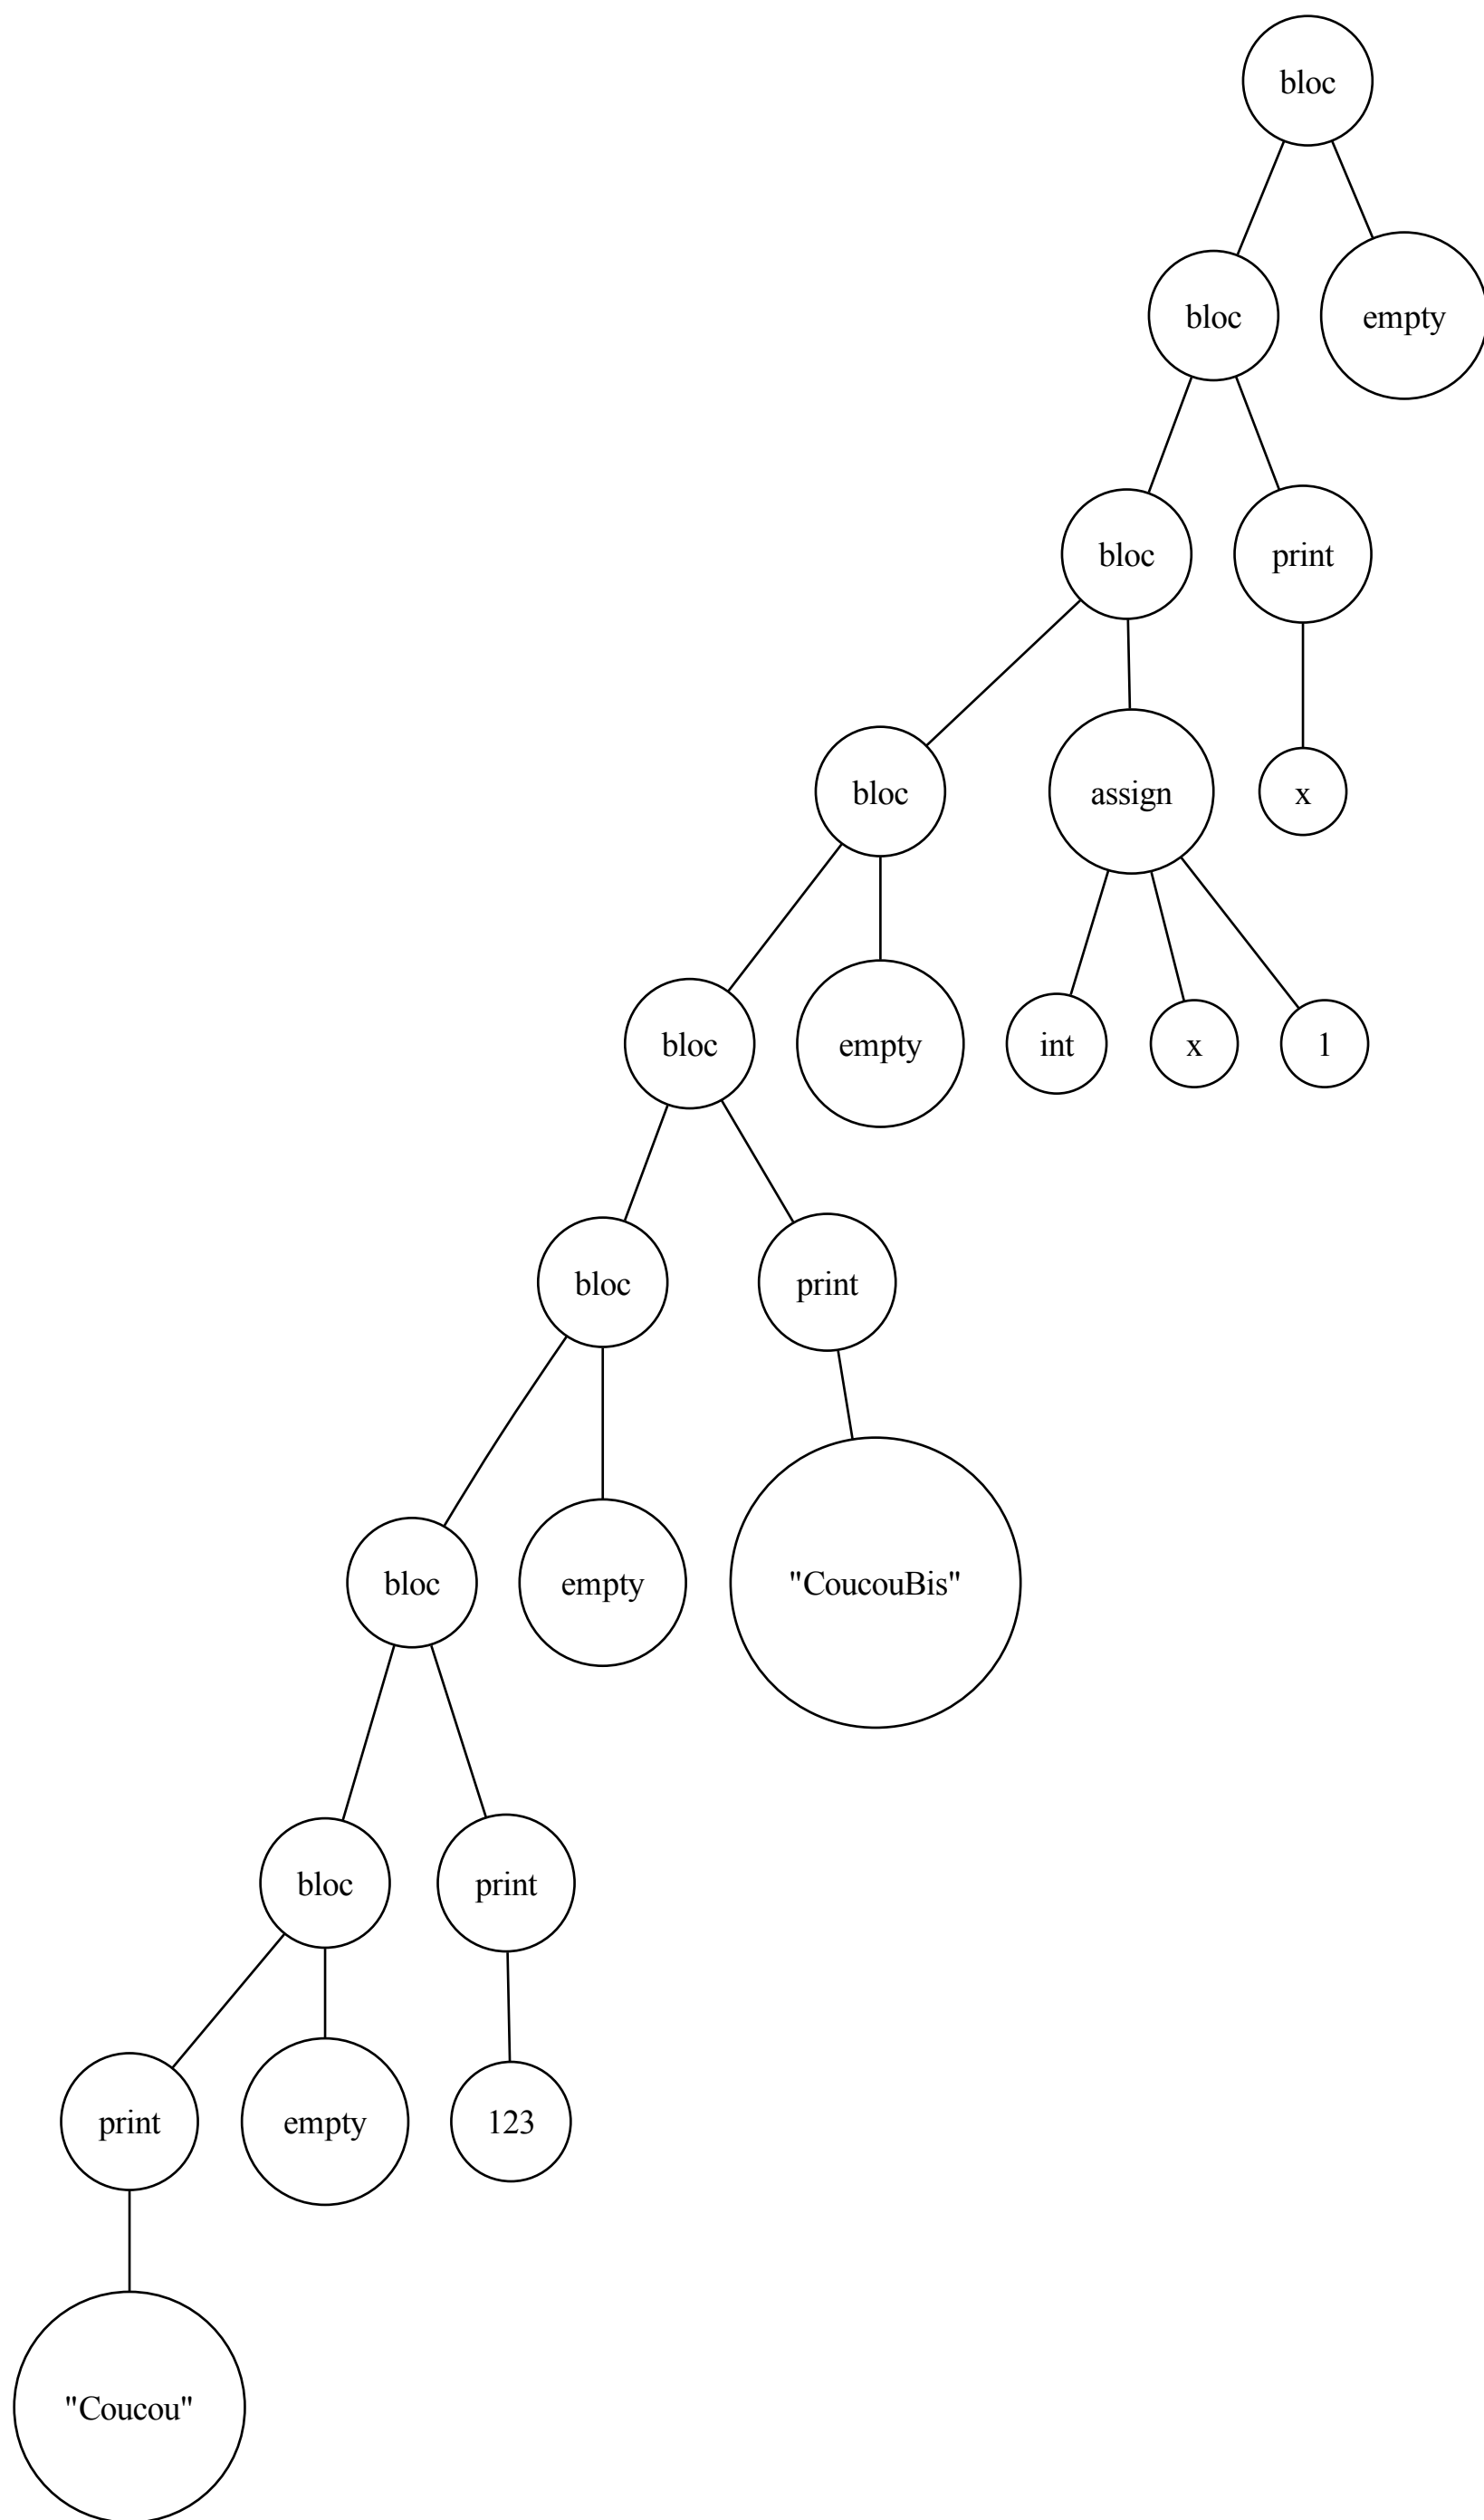 bloc
bloc
empty
bloc
print
bloc
assign
x
bloc
empty
int
x
1
bloc
print
bloc
empty
"CoucouBis"
bloc
print
print
empty
123
"Coucou"